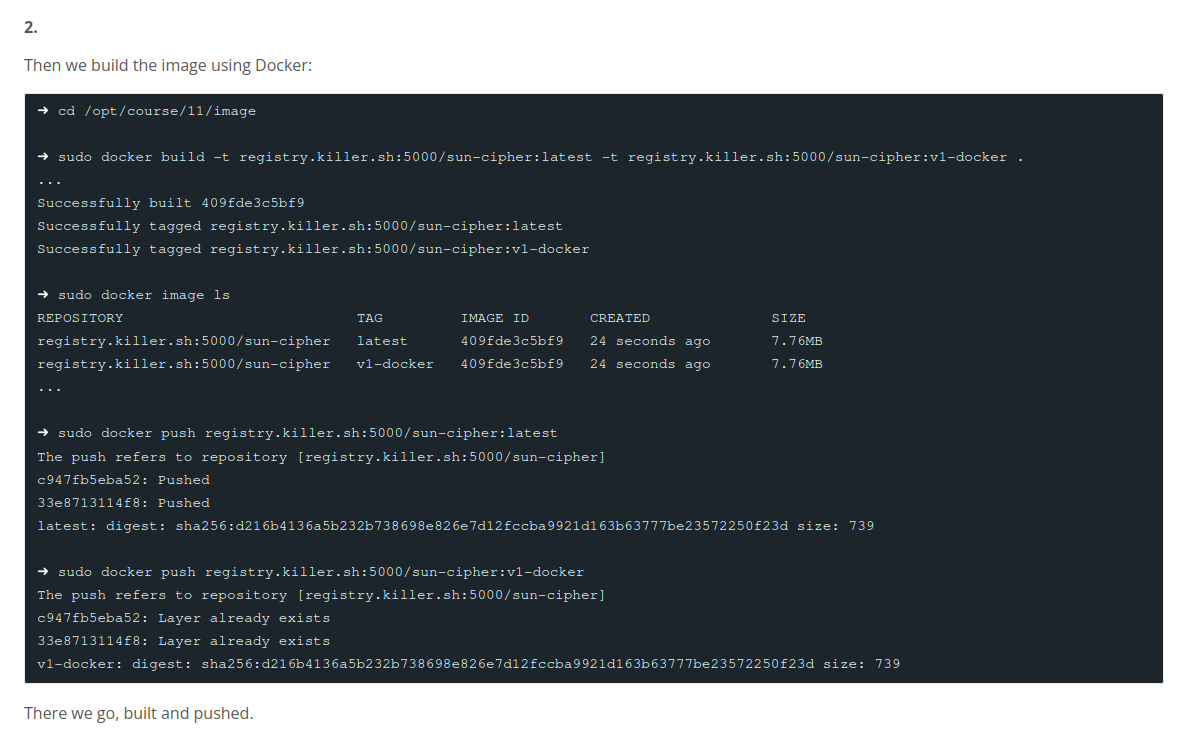 2.
Then we build the image using Docker:
➜ cd /opt/course/11/image
➜ sudo docker build -t registry.killer.sh:5000/sun-cipher:latest -t registry.killer.sh:5000/sun-cipher:v1-docker .
...
Successfully built 409fde3c5bf9
Successfully tagged registry.killer.sh:5000/sun-cipher:latest
Successfully tagged registry.killer.sh:5000/sun-cipher:v1-docker
➜ sudo docker image ls
REPOSITORY TAG IMAGE ID CREATED SIZE
registry.killer.sh:5000/sun-cipher latest 409fde3c5bf9 24 seconds ago 7.76MB
registry.killer.sh:5000/sun-cipher v1-docker 409fde3c5bf9 24 seconds ago 7.76MB
...
➜ sudo docker push registry.killer.sh:5000/sun-cipher:latest
The push refers to repository [registry.killer.sh:5000/sun-cipher]
c947fb5eba52: Pushed
33e8713114f8: Pushed
latest: digest: sha256:d216b4136a5b232b738698e826e7d12fccba9921d163b63777be23572250f23d size: 739
➜ sudo docker push registry.killer.sh:5000/sun-cipher:v1-docker
The push refers to repository [registry.killer.sh:5000/sun-cipher]
c947fb5eba52: Layer already exists
33e8713114f8: Layer already exists
v1-docker: digest: sha256:d216b4136a5b232b738698e826e7d12fccba9921d163b63777be23572250f23d size: 739
There we go, built and pushed.